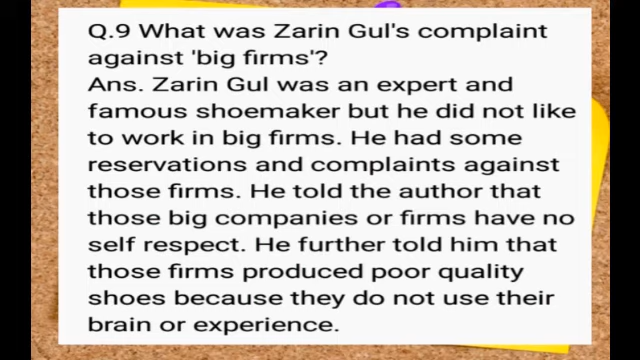 Q.9 What was Zarin Gul's complaint
against 'big firms'?
Ans. Zarin Gul was an expert and
famous shoemaker but he did not like
to work in big firms. He had some
reservations and complaints against
those firms. He told the author that
those big companies or firms have no
self respect. He further told him that
those firms produced poor quality
shoes because they do not use their
brain or experience.